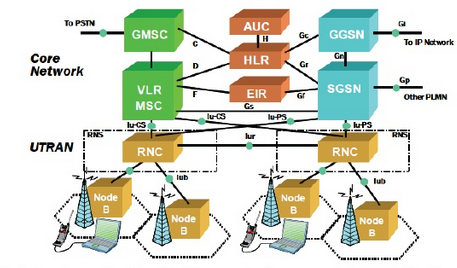 To PSTN
GMSC
AUC
GGSN
Gi
To IP Network
C
H
Gc
Core
Network
HLR
Gn
D
Gr
VLR
MSC
SGSN
Gp
Other PLMN
F
EIR
Gf
Gs
Iu-CS
Iu-CS
Iu-PS
Iu-PS
UTRAN
RNS
RNS
Iur
RNC
RNC
Iub
Iub
Node
B
Node
B
Node
B
Node
B